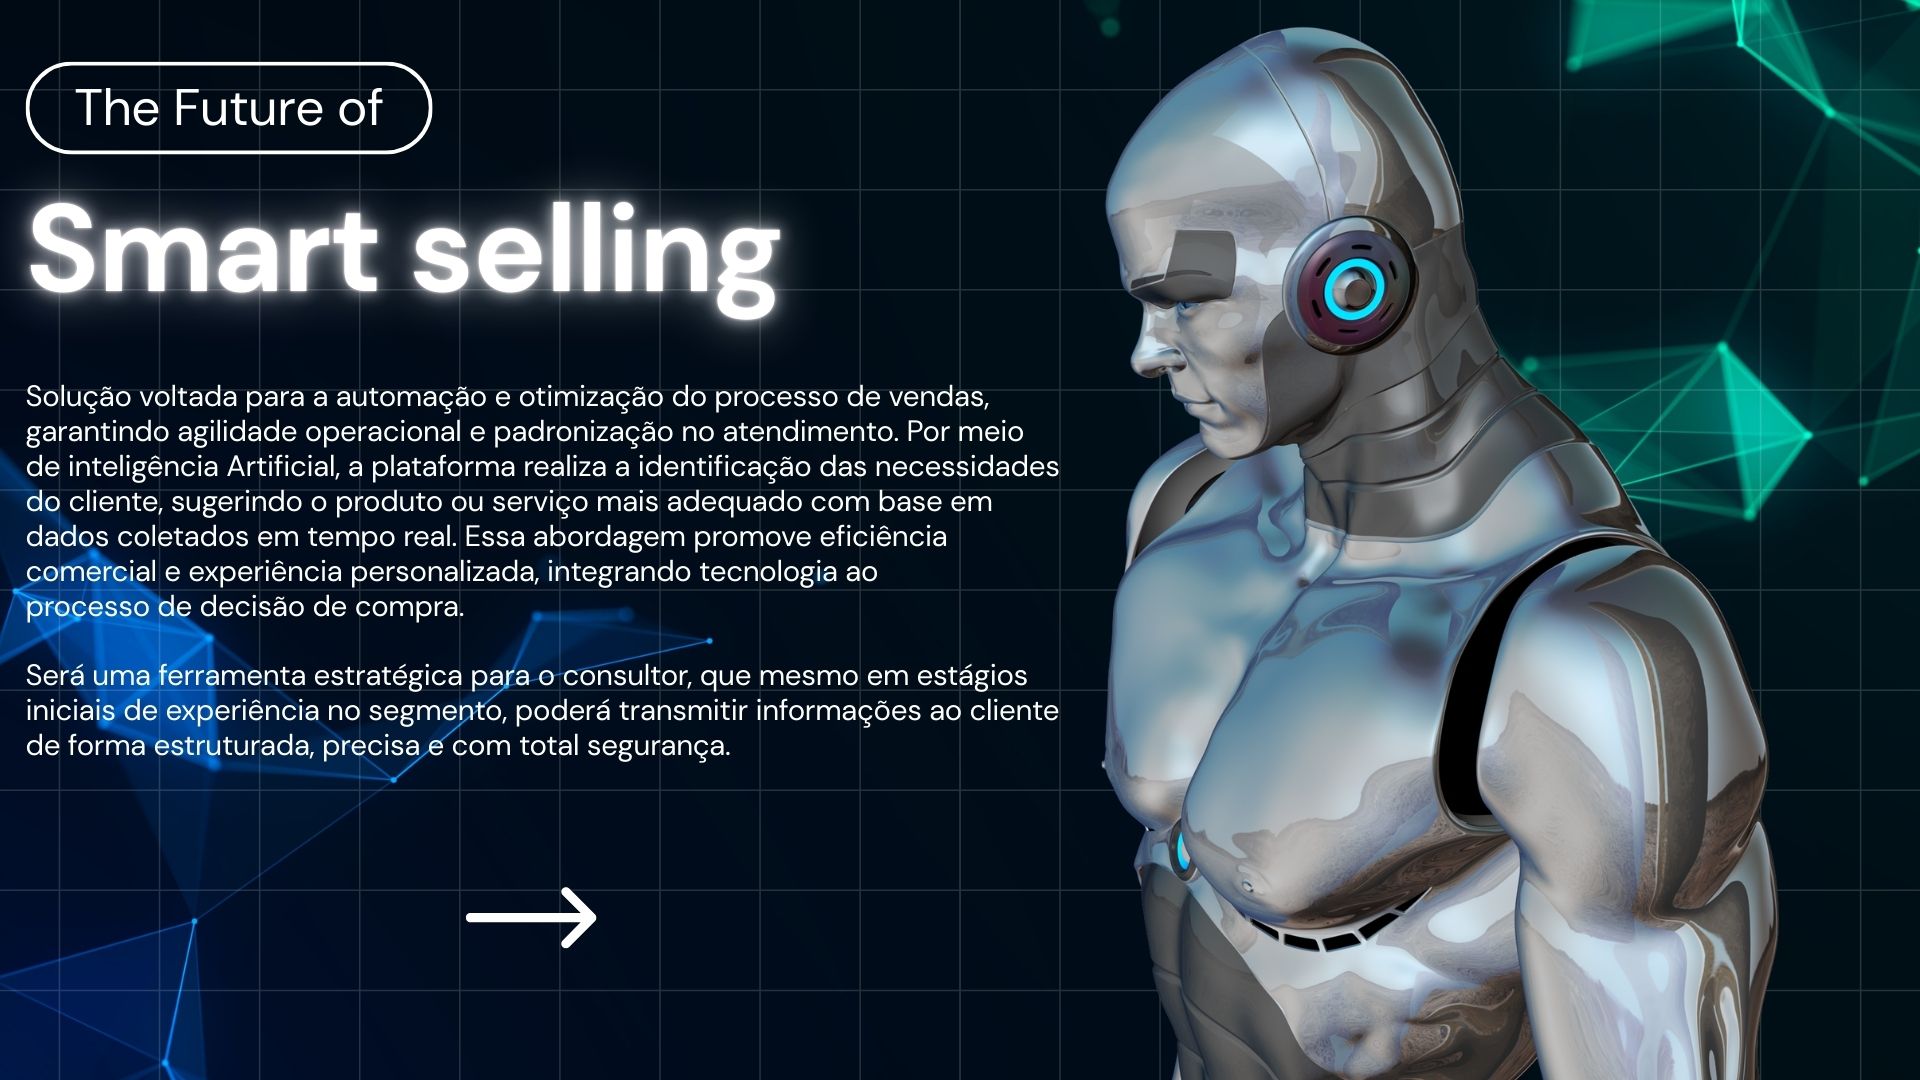 The Future of
Smart selling
Solução voltada para a automação e otimização do processo de vendas,
garantindo agilidade operacional e padronização no atendimento. Por meio
de inteligência Artificial, a plataforma realiza a identificação das necessidades
do cliente, sugerindo o produto ou serviço mais adequado com base em
dados coletados em tempo real. Essa abordagem promove eficiência
comercial e experiência personalizada, integrando tecnologia ao
processo de decisão de compra.
Será uma ferramenta estratégica para o consultor, que mesmo em estágios
iniciais de experiência no segmento, poderá transmitir informações ao cliente
de forma estruturada, precisa e com total segurança.